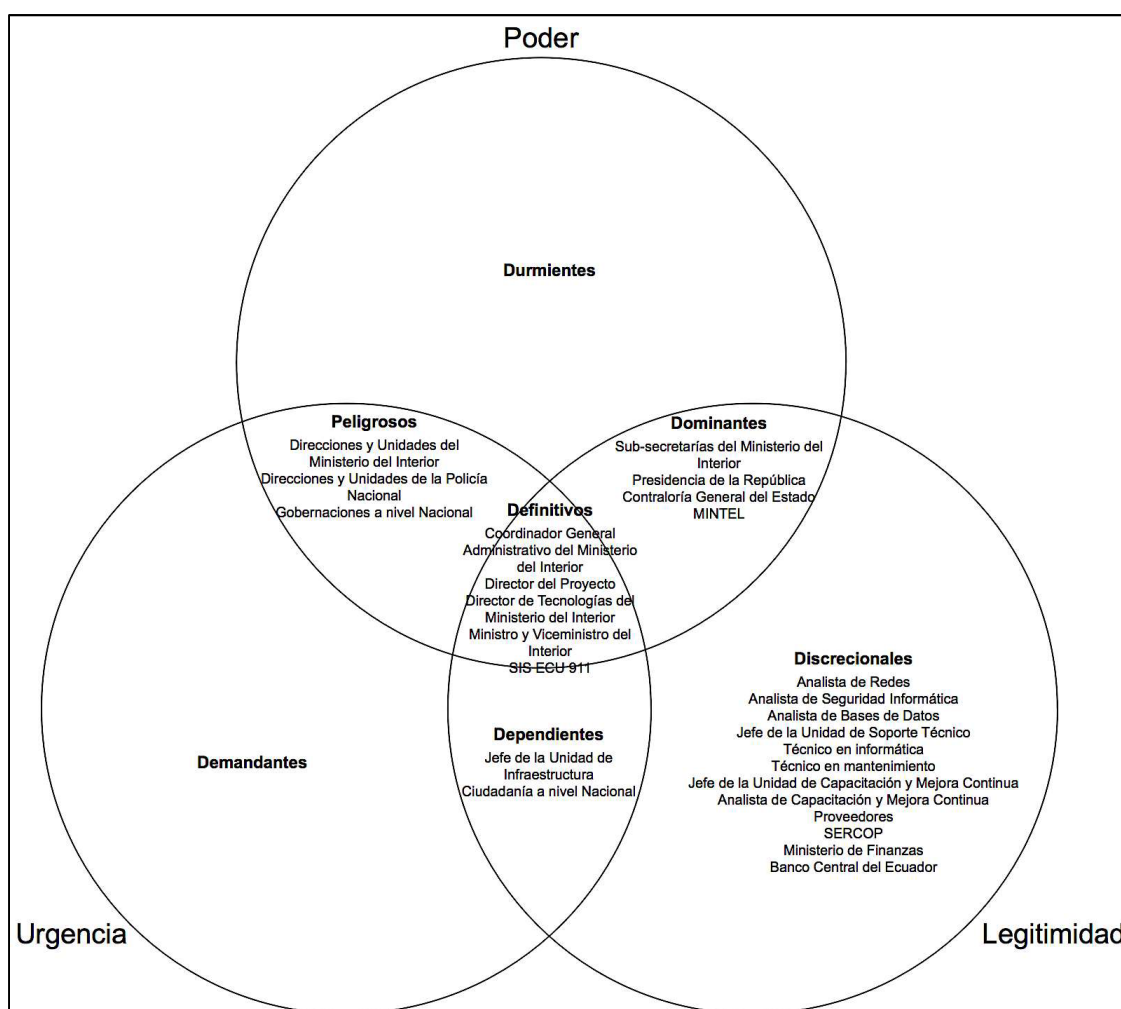 Poder
Durmientes
Peligrosos
Direcciones y Unidades del
Ministerio del Interior
Direcciones y Unidades de la Policía
Nacional
Gobernaciones a nivel Nacional
Dominantes
Sub-secretarías del Ministerio del
Interior
Presidencia de la República
Contraloría General del Estado
MINTEL
Definitivos
Coordinador General
Administrativo del Ministerio
del Interior
Director del Proyecto
Director de Tecnologías del
Ministerio del Interior
Ministro y Viceministro del
Interior
SIS ECU 911
Discrecionales
Analista de Redes
Analista de Seguridad Informática
Analista de Bases de Datos
Jefe de la Unidad de Soporte Técnico
Técnico en informática
Técnico en mantenimiento
Jefe de la Unidad de Capacitación y Mejora Continua
Analista de Capacitación y Mejora Continua
Proveedores
SERCOP
Ministerio de Finanzas
Banco Central del Ecuador
Dependientes
Jefe de la Unidad de
Infraestructura
Ciudadanía a nivel Nacional
Demandantes
Urgencia
Legitimidad